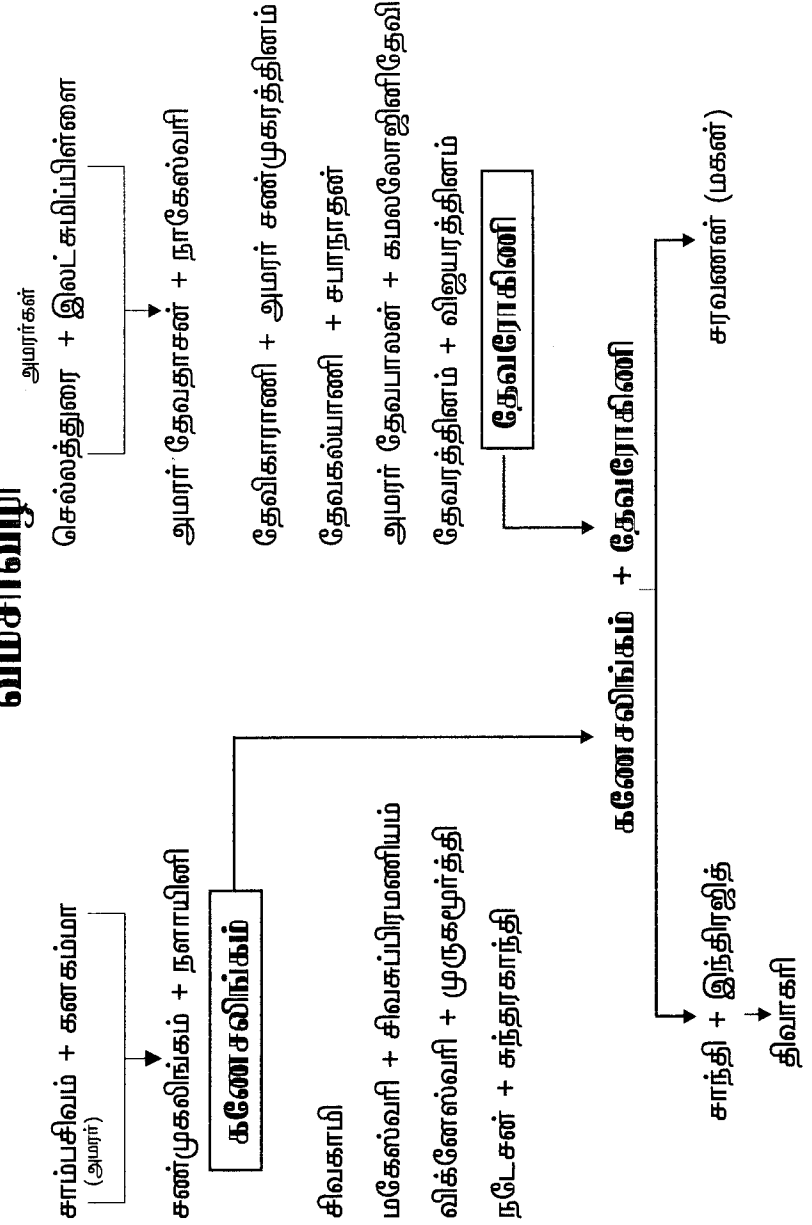 வம்சாவழி
சாம்பசிவம் + கனகம்மா
(அமரர்)
சண்முகலிங்கம் + நளாயினி
கணேசலிங்கம்
சிவகாமி
மகேஸ்வரி + சிவசுப்பிரமணியம்
விக்னேஸ்வரி + முருகமூர்த்தி
நடேசன் + சுந்தரகாந்தி
அமரர்கள்
செல்லத்துரை + இலட்சுமிப்பிள்ளை
அமரர் தேவதாசன் + நாகேஸ்வரி
தேவிகாராணி + அமரர் சண்முகரத்தினம்
தேவகல்யாணி + சபாநாதன்
அமரர் தேவபாலன் + கமலலோஜினிதேவி
தேவரத்தினம் + விஜயரத்தினம்
தேவரோகிணி
கணேசலிங்கம் + தேவரோகிணி
சாந்தி + இந்திரஜித்
திவாகரி
சரவணன் (மகன்)